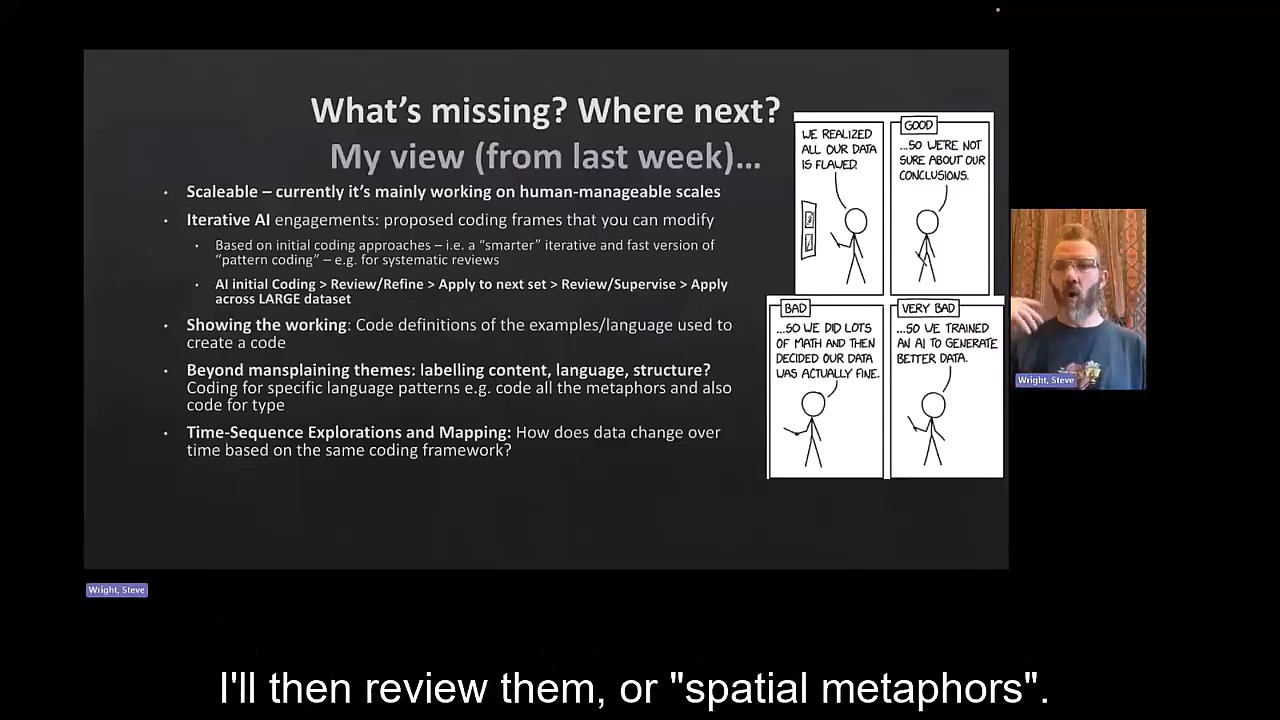 What's missing? Where next?
My view (from last week)…
• Scaleable – currently it's mainly working on human-manageable scales
• Iterative AI engagements: proposed coding frames that you can modify
• Based on initial coding approaches – i.e. a “smarter” iterative and fast version of
“pattern coding” – e.g. for systematic reviews
• AI initial Coding > Review/Refine > Apply to next set > Review/Supervise > Apply
across LARGE dataset
• Showing the working: Code definitions of the examples/language used to
create a code
• Beyond mansplaining themes: labelling content, language, structure?
Coding for specific language patterns e.g. code all the metaphors and also
code for type
• Time-Sequence Explorations and Mapping: How does data change over
time based on the same coding framework?
WE REALIZED
ALL OUR DATA
IS FLAWED.
GOOD
...SO WE'RE NOT
SURE ABOUT OUR
CONCLUSIONS.
BAD
...SO WE DID LOTS
OF MATH AND THEN
DECIDED OUR DATA
WAS ACTUALLY FINE.
VERY BAD
...SO WE TRAINED
AN AI TO GENERATE
BETTER DATA.
Wright, Steve
Wright, Steve
I'll then review them, or "spatial metaphors".